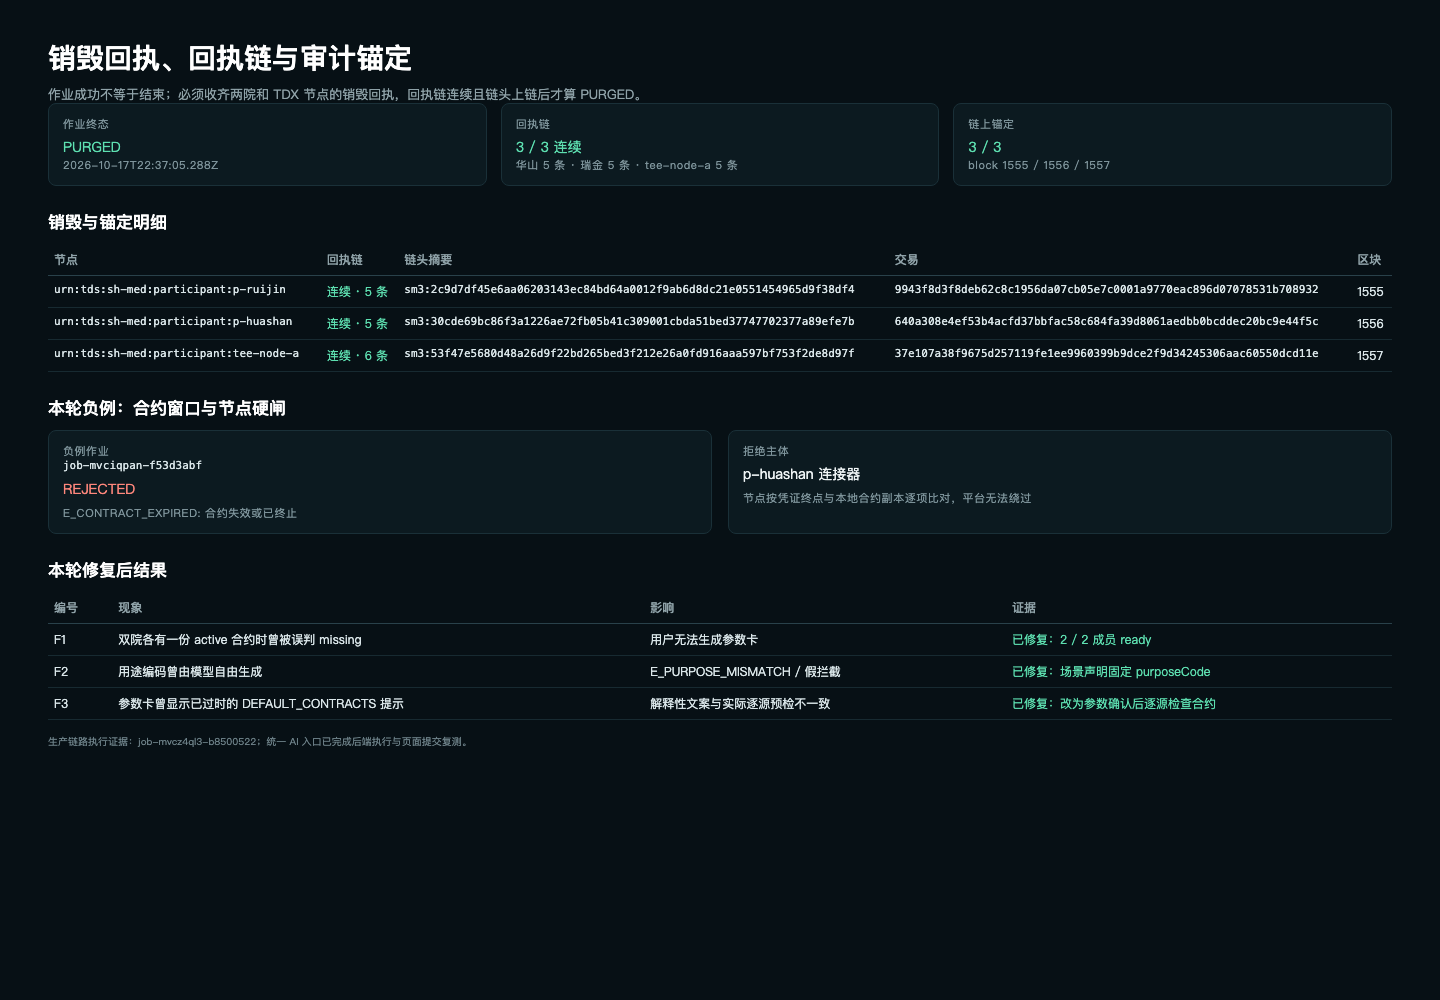 销毁回执、回执链与审计锚定
作业成功不等于结束；必须收齐两院和 TDX 节点的销毁回执，回执链连续且链头上链后才算 PURGED。
作业终态
PURGED
2026-10-17T22:37:05.288Z
回执链
3 / 3 连续
华山 5 条 · 瑞金 5 条 · tee-node-a 5 条
链上锚定
3 / 3
block 1555 / 1556 / 1557
销毁与锚定明细
节点 回执链 链头摘要 交易 区块
urn:tds:sh-med:participant:p-ruijin 连续 · 5 条 sm3:2c9d7df45e6aa06203143ec84bd64a0012f9ab6d8dc21e0551454965d9f38df4 9943f8d3f8deb62c8c1956da07cb05e7c0001a9770eac896d07078531b708932 1555
urn:tds:sh-med:participant:p-huashan 连续 · 5 条 sm3:30cde69bc86f3a1226ae72fb05b41c309001cbda51bed37747702377a89efe7b 640a308e4ef53b4acfd37bbfac58c684fa39d8061aedbb0bcddec20bc9e44f5c 1556
urn:tds:sh-med:participant:tee-node-a 连续 · 6 条 sm3:53f47e5680d48a26d9f22bd265bed3f212e26a0fd916aaa597bf753f2de8d97f 37e107a38f9675d257119fe1ee9960399b9dce2f9d34245306aac60550dcd11e 1557
本轮负例：合约窗口与节点硬闸
负例作业
job-mvciqpan-f53d3abf
REJECTED
E_CONTRACT_EXPIRED: 合约失效或已终止
拒绝主体
p-huashan 连接器
节点按凭证终点与本地合约副本逐项比对，平台无法绕过
本轮修复后结果
编号 现象 影响 证据
F1 双院各有一份 active 合约时曾被误判 missing 用户无法生成参数卡 已修复：2 / 2 成员 ready
F2 用途编码曾由模型自由生成 E_PURPOSE_MISMATCH / 假拦截 已修复：场景声明固定 purposeCode
F3 参数卡曾显示已过时的 DEFAULT_CONTRACTS 提示 解释性文案与实际逐源预检不一致 已修复：改为参数确认后逐源检查合约
生产链路执行证据：job-mvcz4ql3-b8500522；统一 AI 入口已完成后端执行与页面提交复测。